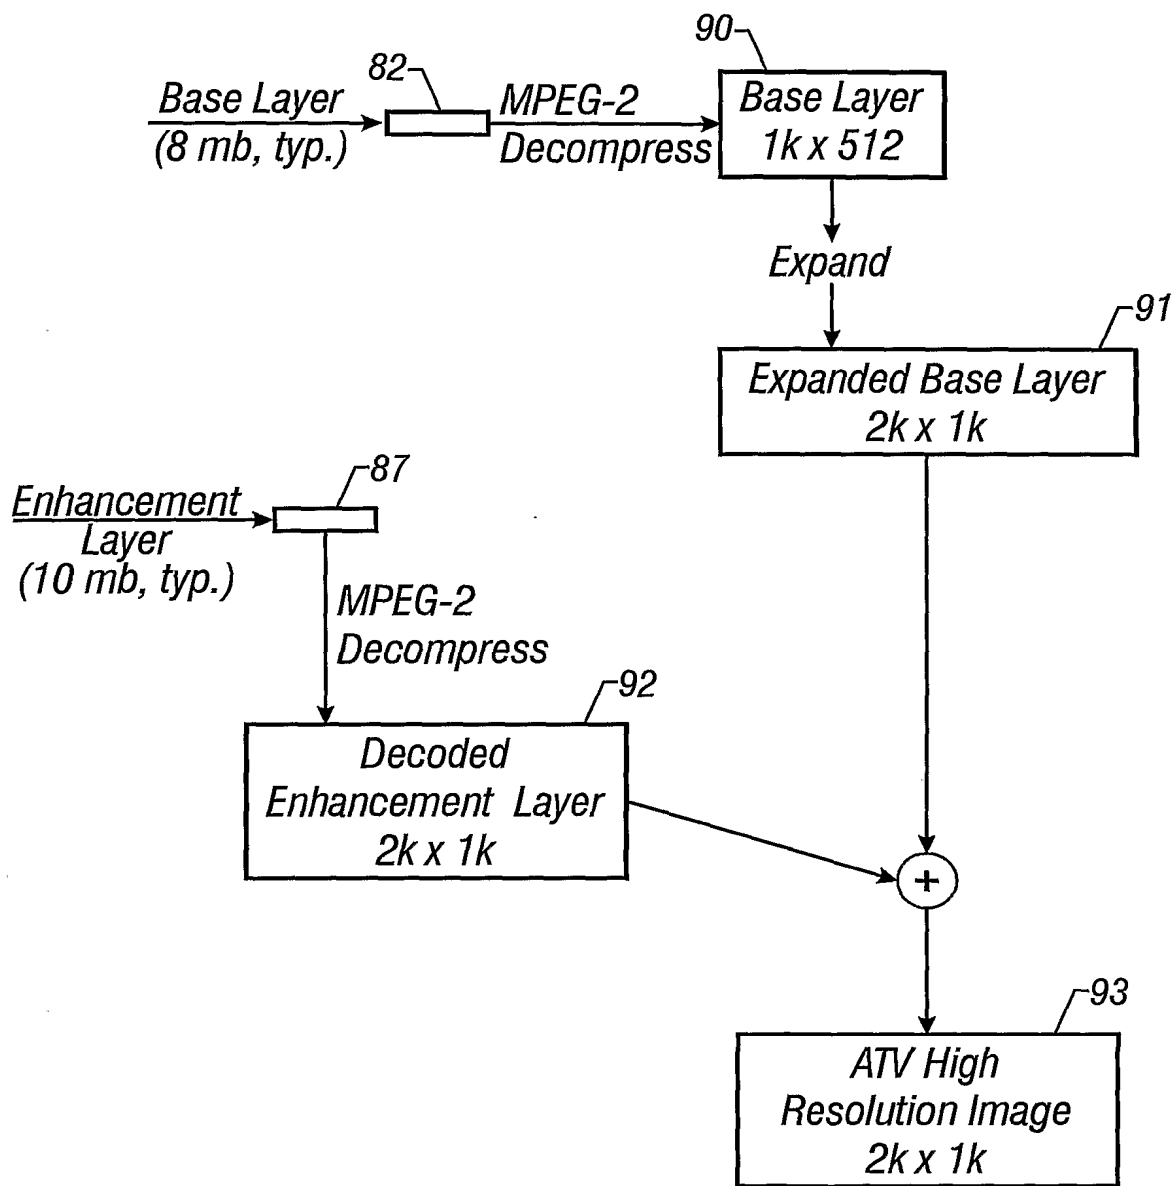 90
82
Base Layer
(8 mb, typ.)
MPEG-2
Decompress
Base Layer
1k x 512
Expand
91
Expanded Base Layer
2k x 1k
87
Enhancement
Layer
(10 mb, typ.)
MPEG-2
Decompress
92
Decoded
Enhancement Layer
2k x 1k
+
93
ATV High
Resolution Image
2k x 1k